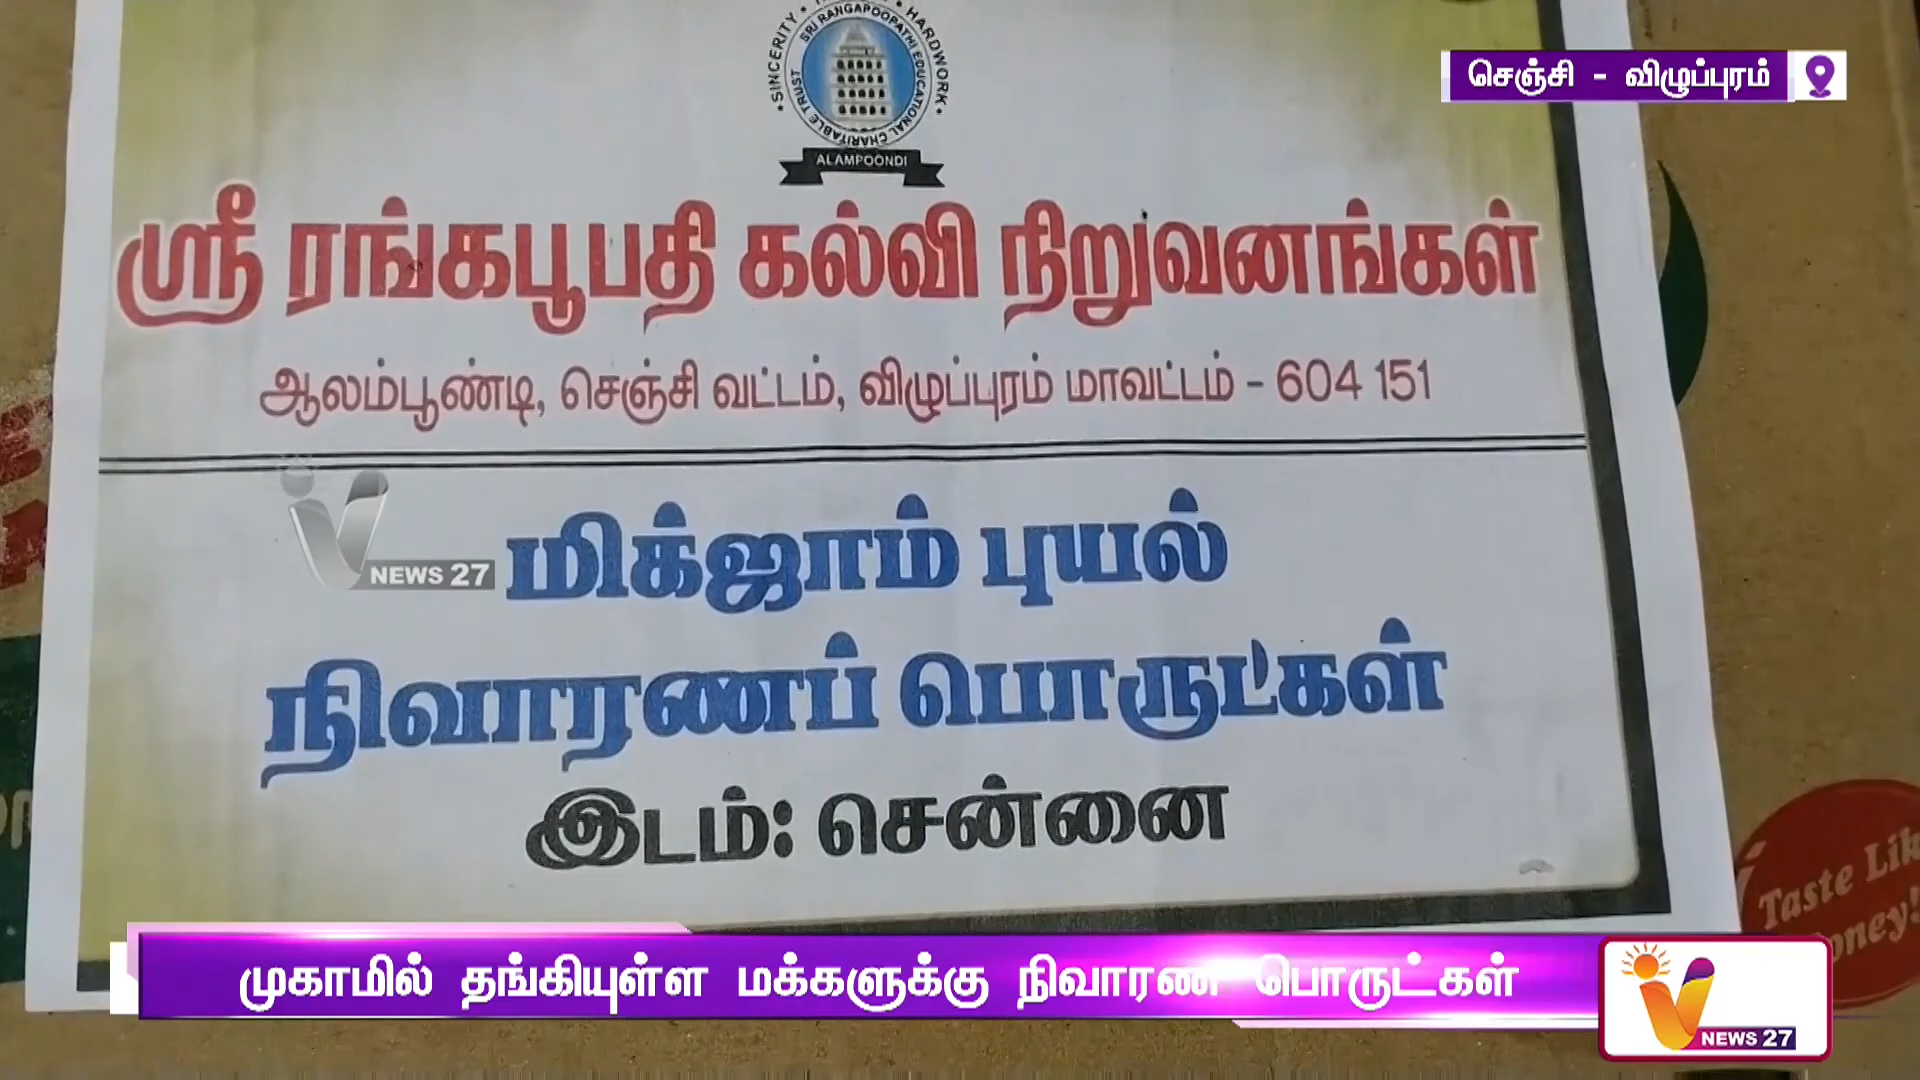 SINCERITY • • HARDWORK •
SRI RANGAPOOPATHI EDUCATIONAL CHARITABLE TRUST
ALAMPOONDI
செஞ்சி - விழுப்புரம்
ஸ்ரீ ரங்கபூபதி கல்வி நிறுவனங்கள்
ஆலம்பூண்டி, செஞ்சி வட்டம், விழுப்புரம் மாவட்டம் - 604 151
மிக்ஜாம் புயல்
NEWS 27
நிவாரணப் பொருட்கள்
இடம்: சென்னை
Taste Lik
oney!
முகாமில் தங்கியுள்ள மக்களுக்கு நிவாரண பொருட்கள்
NEWS 27